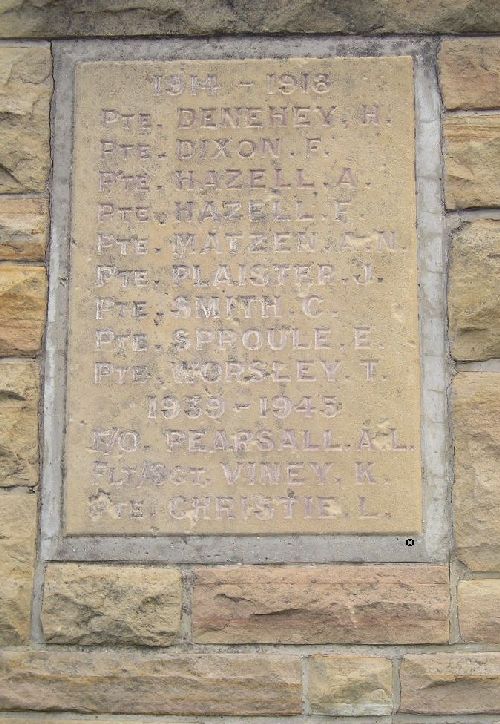 1914 - 1918
PTE. DENEHEY. H.
PTE. DIXON. F.
PTE. HAZELL. A.
PTE. HAZELL. F.
PTE. MATZEN. A. N.
PTE. PLAISTER. J.
PTE. SMITH. C.
PTE. SPROULE. E.
PTE. WORSLEY. T.
1939 - 1945
F/O. PEARSALL. A. L.
FLT/SGT. VINEY. K.
PTE. CHRISTIE. L.